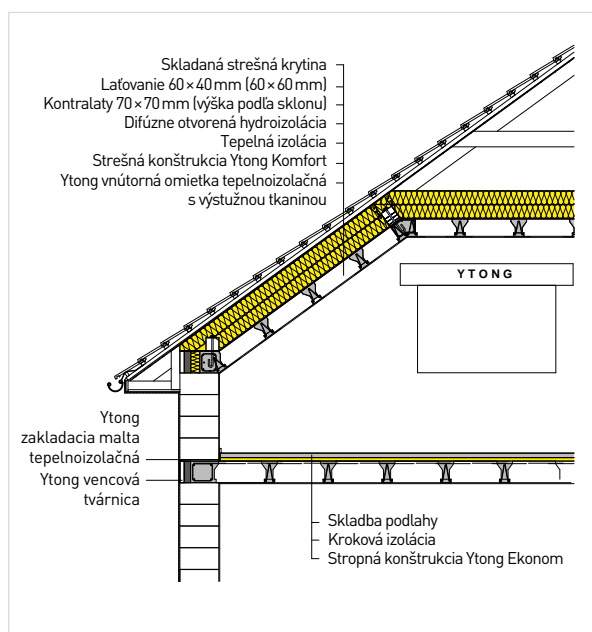 Skladaná strešná krytina
Laťovanie 60 × 40 mm (60 × 60 mm)
Kontralaty 70 × 70 mm (výška podľa sklonu)
Difúzne otvorená hydroizolácia
Tepelná izolácia
Strešná konštrukcia Ytong Komfort
Ytong vnútorná omietka tepelnoizolačná
s výstužnou tkaninou
YTONG
Ytong
zakladacia malta
tepelnoizolačná
Ytong vencová
tvárnica
Skladba podlahy
Kroková izolácia
Stropná konštrukcia Ytong Ekonom